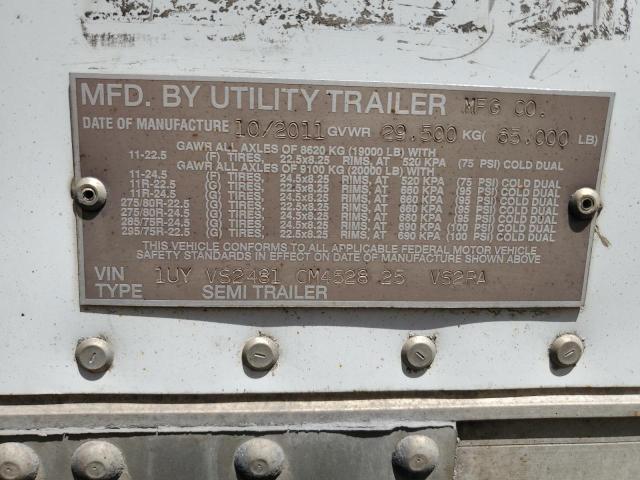 MFD. BY UTILITY TRAILER MFG CO.
DATE OF MANUFACTURE 10/2011 GVWR 29,500 KG( 65,000 LB)
GAWR ALL AXLES OF 8620 KG (19000 LB) WITH
11-22.5 (F) TIRES, 22.5x8.25 RIMS, AT 520 KPA (75 PSI) COLD DUAL
GAWR ALL AXLES OF 9100 KG (20000 LB) WITH
11-24.5 (G) TIRES, 24.5x8.25 RIMS, AT 520 KPA (75 PSI) COLD DUAL
11R-22.5 (G) TIRES, 22.5x8.25 RIMS, AT 660 KPA (95 PSI) COLD DUAL
11R-24.5 (G) TIRES, 24.5x8.25 RIMS, AT 660 KPA (95 PSI) COLD DUAL
275/80R-22.5 (G) TIRES, 22.5x8.25 RIMS, AT 660 KPA (95 PSI) COLD DUAL
275/80R-24.5 (G) TIRES, 24.5x8.25 RIMS, AT 660 KPA (95 PSI) COLD DUAL
285/75R-24.5 (G) TIRES, 24.5x8.25 RIMS, AT 690 KPA (100 PSI) COLD DUAL
295/75R-22.5 (G) TIRES, 22.5x8.25 RIMS, AT 690 KPA (100 PSI) COLD DUAL
THIS VEHICLE CONFORMS TO ALL APPLICABLE FEDERAL MOTOR VEHICLE
SAFETY STANDARDS IN EFFECT ON DATE OF MANUFACTURE SHOWN ABOVE
VIN 1UY VS2481 CM4528 25 VS2RA
TYPE SEMI TRAILER